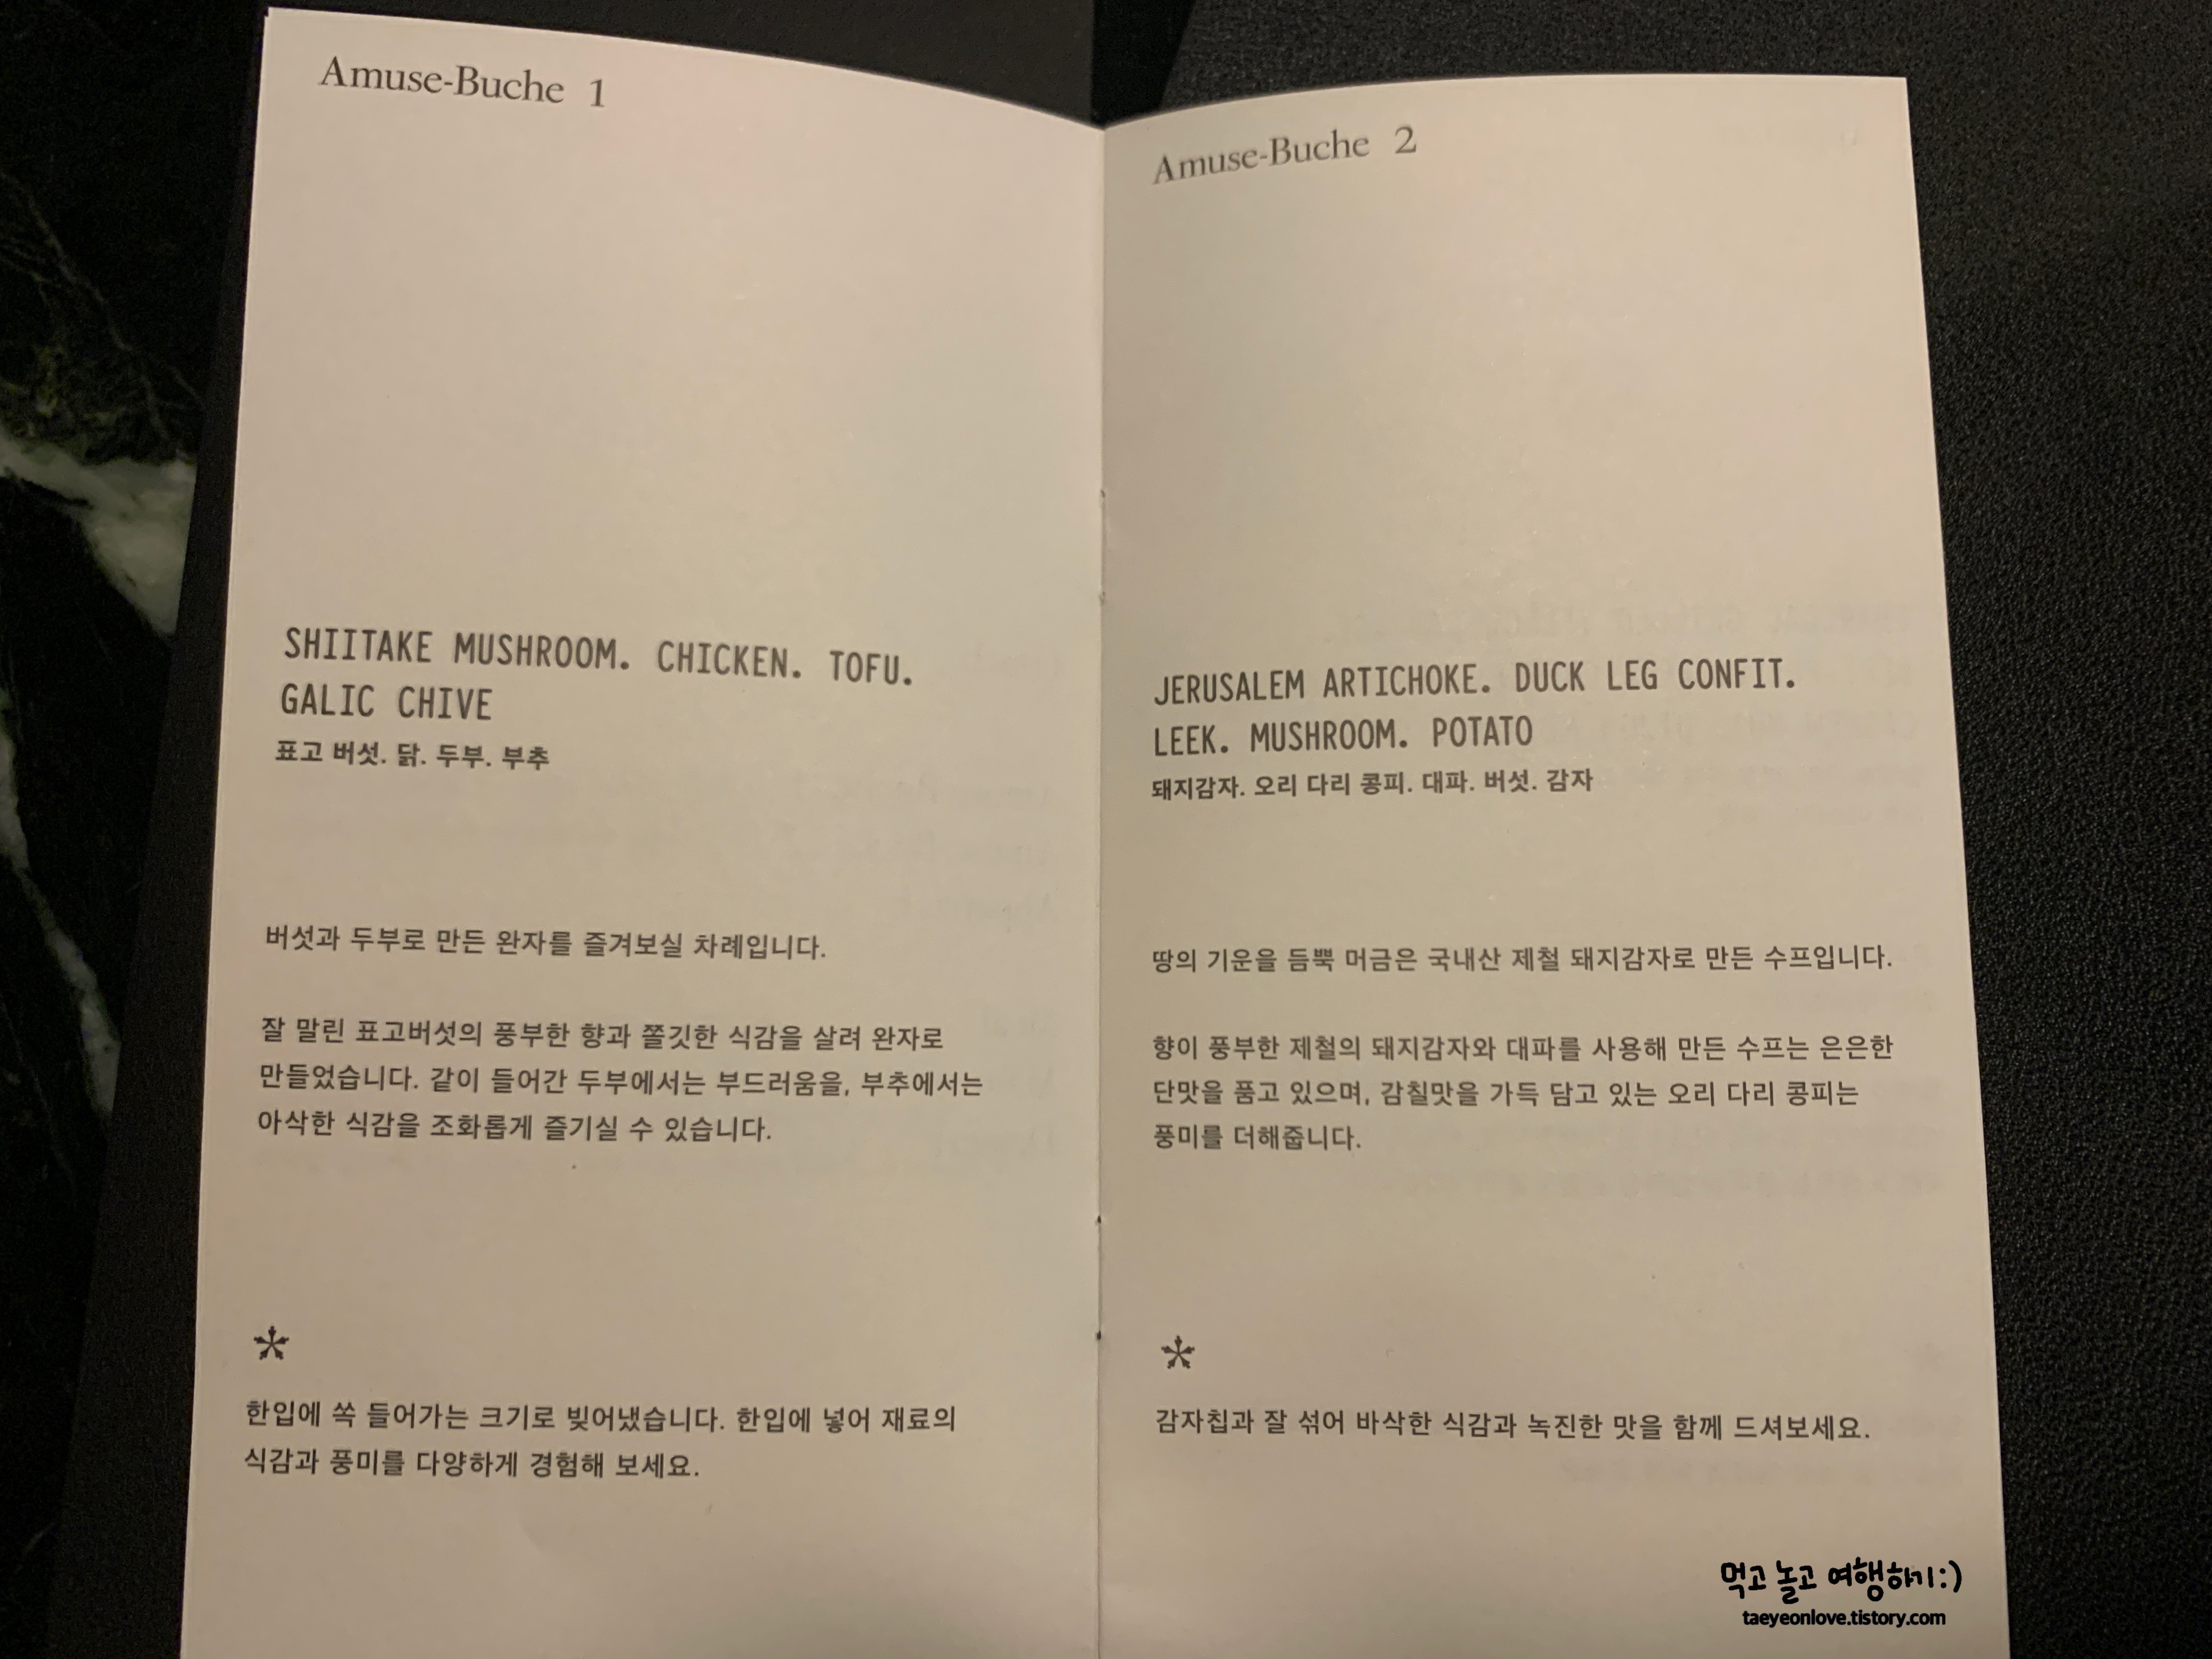 Amuse-Buche 1
SHIITAKE MUSHROOM. CHICKEN. TOFU.
GALIC CHIVE
표고 버섯. 닭. 두부. 부추
버섯과 두부로 만든 완자를 즐겨보실 차례입니다.
잘 말린 표고버섯의 풍부한 향과 쫄깃한 식감을 살려 완자로
만들었습니다. 같이 들어간 두부에서는 부드러움을, 부추에서는
아삭한 식감을 조화롭게 즐기실 수 있습니다.
*
한입에 쏙 들어가는 크기로 빚어냈습니다. 한입에 넣어 재료의
식감과 풍미를 다양하게 경험해 보세요.
Amuse-Buche 2
JERUSALEM ARTICHOKE. DUCK LEG CONFIT.
LEEK. MUSHROOM. POTATO
돼지감자. 오리 다리 콩피. 대파. 버섯. 감자
땅의 기운을 듬뿍 머금은 국내산 제철 돼지감자로 만든 수프입니다.
향이 풍부한 제철의 돼지감자와 대파를 사용해 만든 수프는 은은한
단맛을 품고 있으며, 감칠맛을 가득 담고 있는 오리 다리 콩피는
풍미를 더해줍니다.
*
감자칩과 잘 섞어 바삭한 식감과 녹진한 맛을 함께 드셔보세요.
먹고 놀고 여행하기:)
taeyeonlove.tistory.com